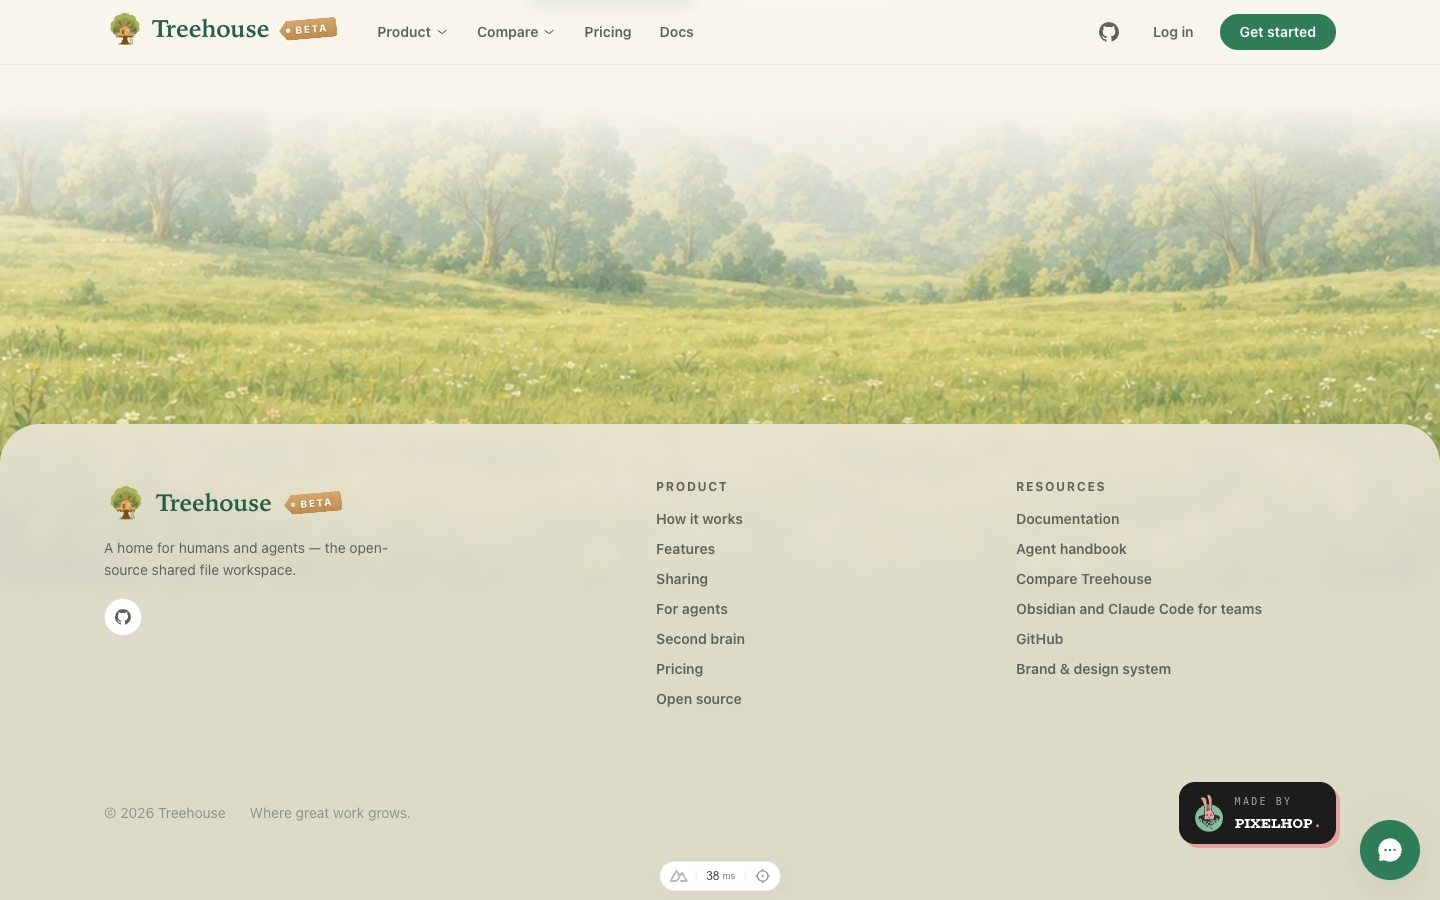 Treehouse BETA Product Compare Pricing Docs Log in Get started
Treehouse BETA
A home for humans and agents — the open-
source shared file workspace.
PRODUCT
How it works
Features
Sharing
For agents
Second brain
Pricing
Open source
RESOURCES
Documentation
Agent handbook
Compare Treehouse
Obsidian and Claude Code for teams
GitHub
Brand & design system
© 2026 Treehouse Where great work grows.
MADE BY
PIXELHOP.
38 ms